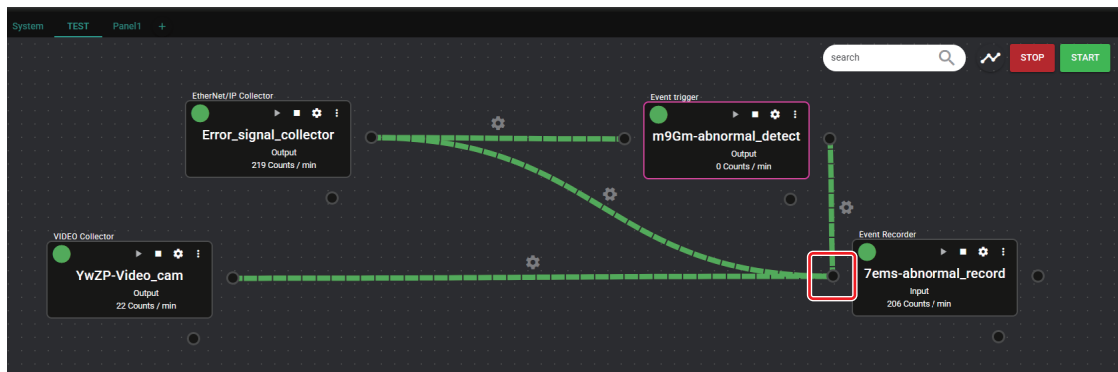 System TEST Panel1 +
search STOP START
EtherNet/IP Collector
Error_signal_collector
Output
219 Counts / min
Event trigger
m9Gm-abnormal_detect
Output
0 Counts / min
VIDEO Collector
YwZP-Video_cam
Output
22 Counts / min
Event Recorder
7ems-abnormal_record
Input
206 Counts / min